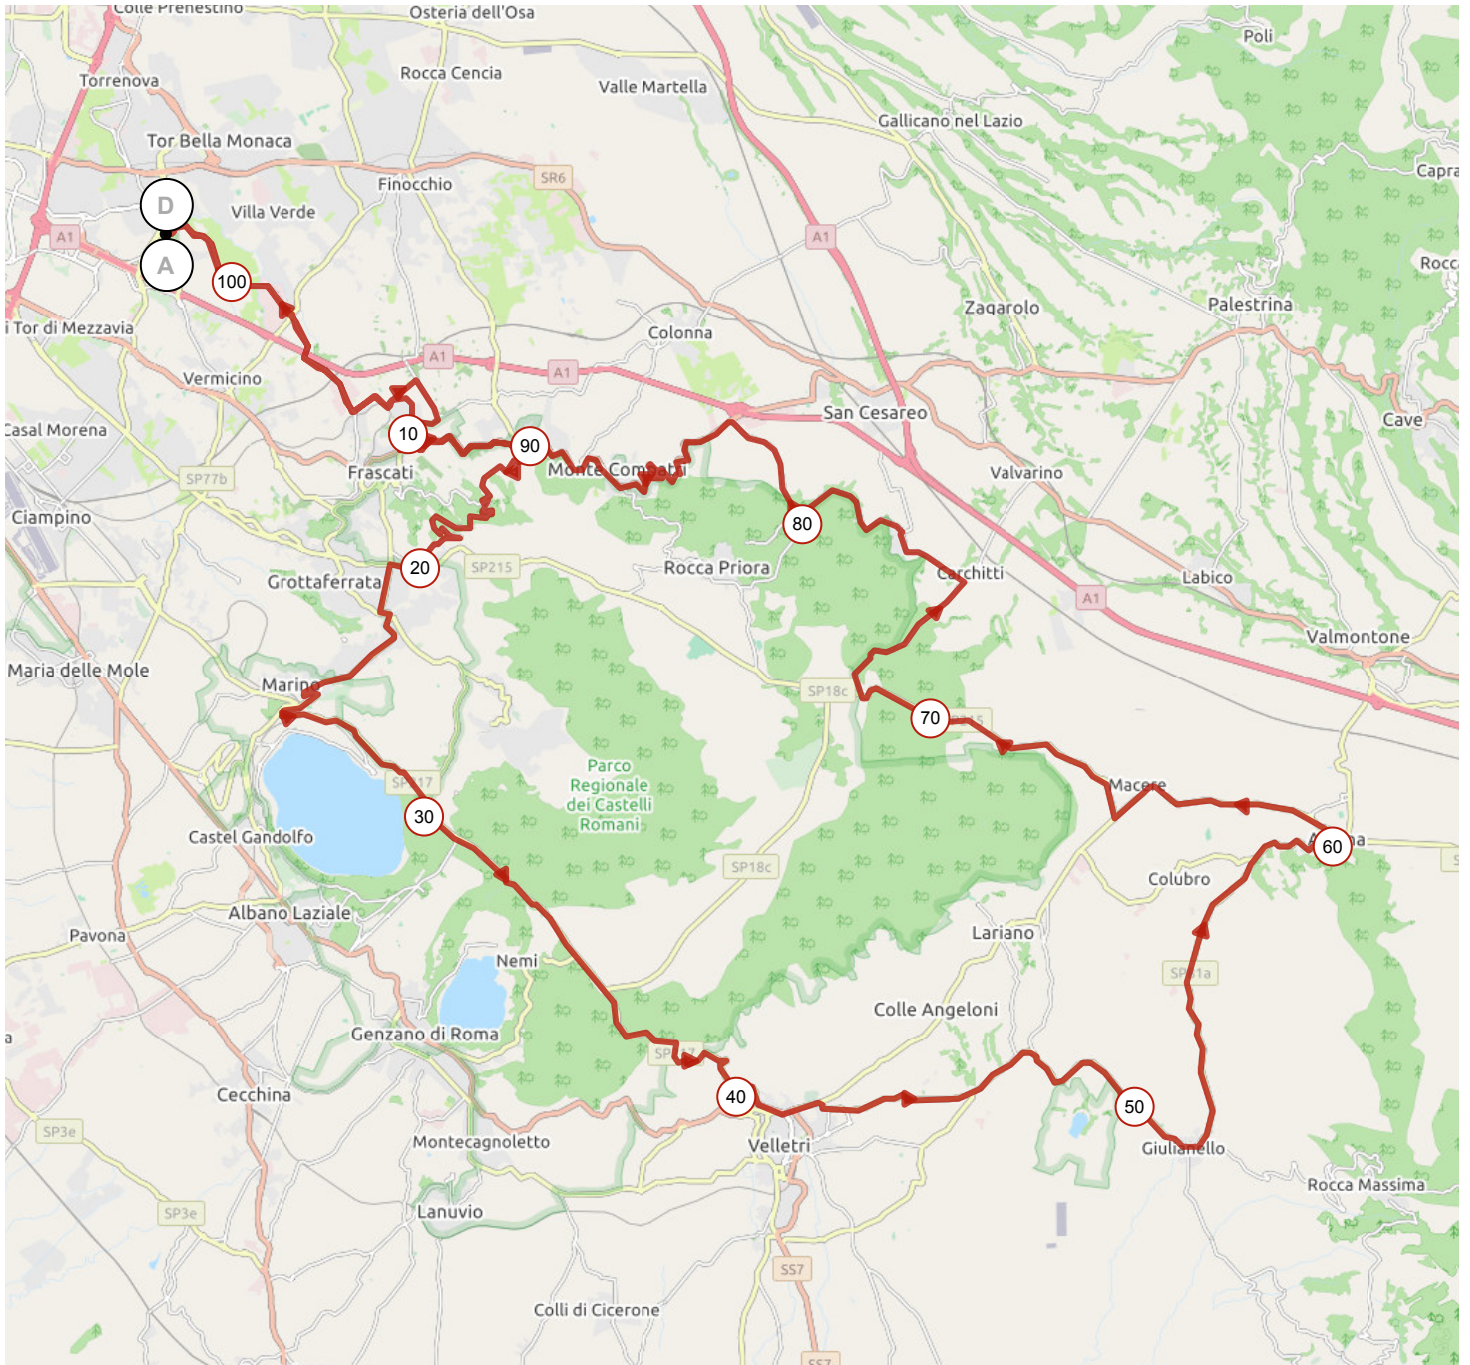 Colle Prenestino
Osteria dell'Osa
Poli
Torrenova
Rocca Cencia
Valle Martella
Gallicano nel Lazio
Tor Bella Monaca
Capra
Finocchio
SR6
D
Villa Verde
A1
A1
A
Rocc
100
i Tor di Mezzavia
Colonna
Zagarolo
Palestrina
A1
A1
Vermicino
San Cesareo
Cave
Casal Morena
10
90
Frascati
Monte Compatri
Valvarino
SP77b
Ciampino
80
20
SP215
Rocca Priora
Carchitti
Labico
Grottaferrata
A1
Valmontone
Maria delle Mole
Marino
SP18c
70
Parco
Regionale
dei Castelli
Romani
Macere
30
Castel Gandolfo
60
SP18c
Colubro
Albano Laziale
Pavona
Lariano
Nemi
Colle Angeloni
Genzano di Roma
a
Cecchina
40
50
SP3e
Montecagnoletto
Velletri
Giulianello
Rocca Massima
Lanuvio
SP3e
SS7
Colli di Cicerone
SS7